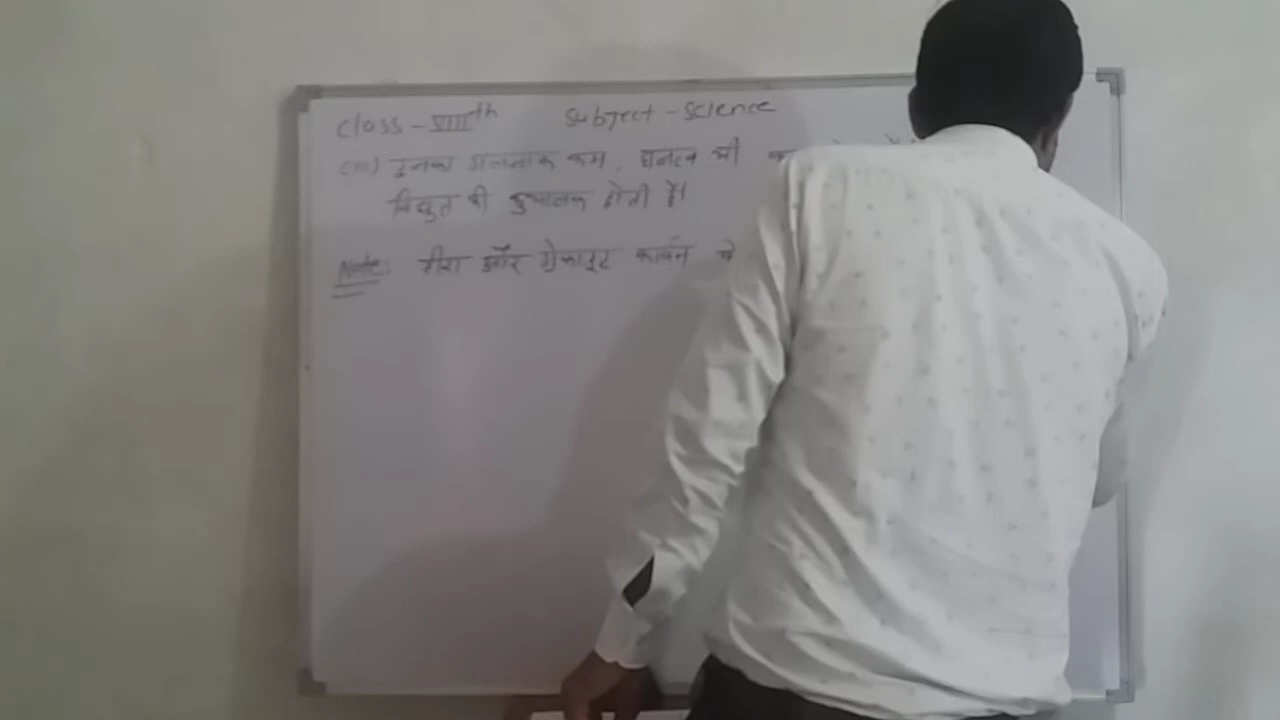 Class - VIIIth Subject - Science
(iii) इनका गलनांक कम, घनत्व भी
विद्युत की कुचालक होती है।
Note: हीरा और ग्रेफाइट कार्बन के